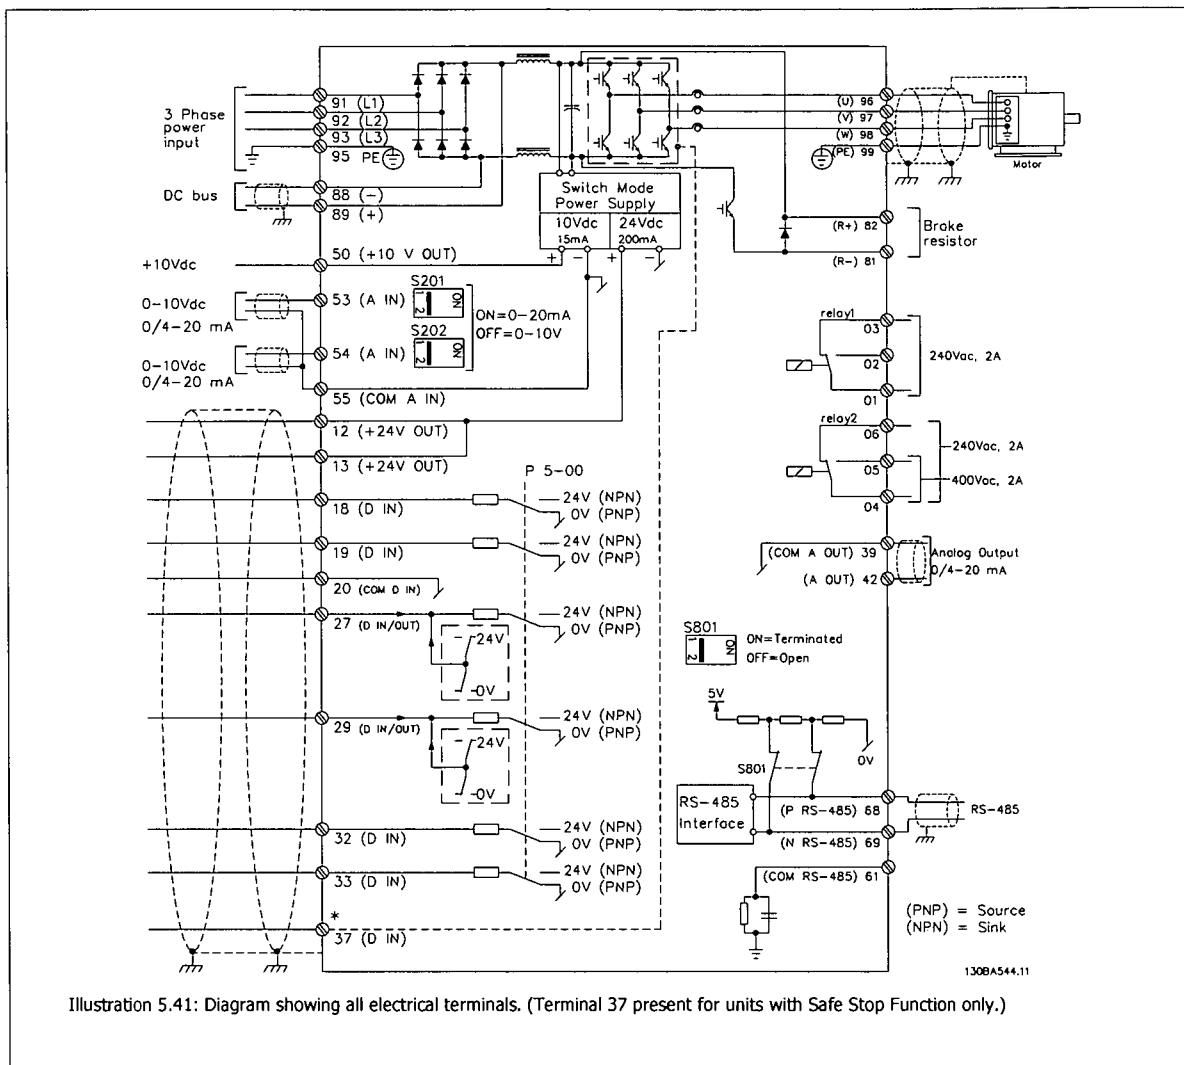 3 Phase
power
input
91 (L1)
92 (L2)
93 (L3)
95 PE
DC bus
88 (-)
89 (+)
+10Vdc
50 (+10 V OUT)
0-10Vdc
0/4-20 mA
53 (A IN)
0-10Vdc
0/4-20 mA
54 (A IN)
55 (COM A IN)
12 (+24V OUT)
13 (+24V OUT)
18 (D IN)
19 (D IN)
20 (COM D IN)
27 (D IN/OUT)
29 (D IN/OUT)
32 (D IN)
33 (D IN)
*
37 (D IN)
S201
1 2
ON
S202
1 2
ON
ON=0-20mA
OFF=0-10V
Switch Mode
Power Supply
10Vdc
15mA
24Vdc
200mA
+ - + -
P 5-00
24V (NPN)
0V (PNP)
24V (NPN)
0V (PNP)
24V (NPN)
0V (PNP)
24V
0V
24V (NPN)
0V (PNP)
24V
0V
24V (NPN)
0V (PNP)
24V (NPN)
0V (PNP)
(U) 96
(V) 97
(W) 98
(PE) 99
Motor
(R+) 82
(R-) 81
Brake
resistor
relay1
03
02
01
240Vac, 2A
relay2
06
05
04
240Vac, 2A
400Vac, 2A
(COM A OUT) 39
(A OUT) 42
Analog Output
0/4-20 mA
S801
1 2
ON
ON=Terminated
OFF=Open
5V
S801
0V
RS-485
Interface
(P RS-485) 68
(N RS-485) 69
(COM RS-485) 61
RS-485
(PNP) = Source
(NPN) = Sink
130BA544.11
Illustration 5.41: Diagram showing all electrical terminals. (Terminal 37 present for units with Safe Stop Function only.)